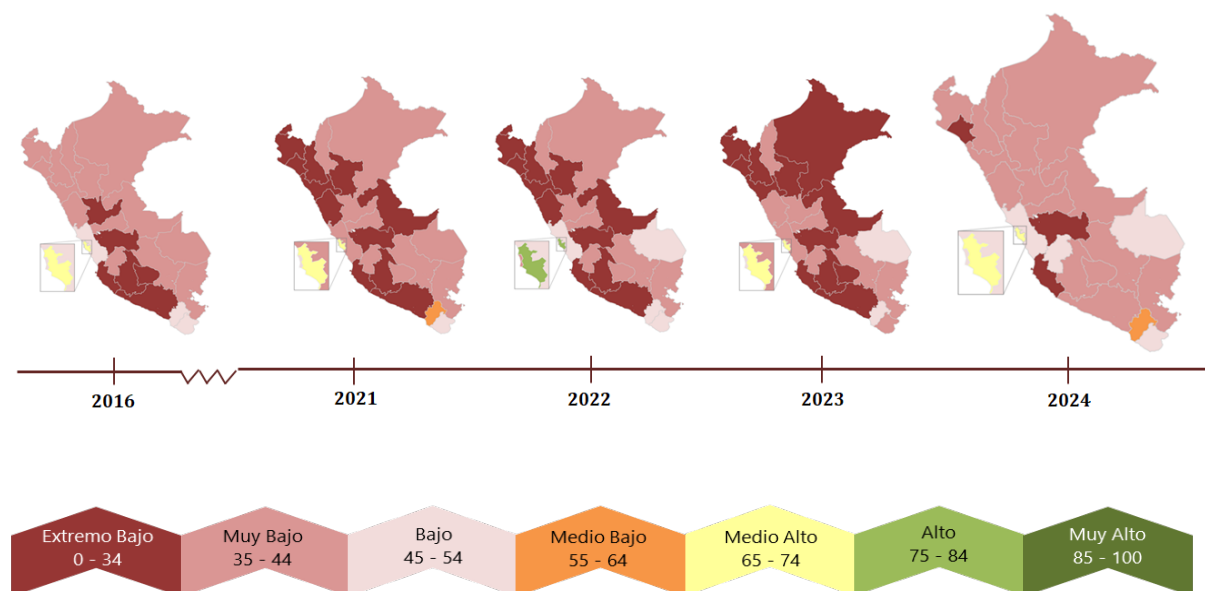 2016
2021
2022
2023
2024
Extremo Bajo
0 - 34
Muy Bajo
35 - 44
Bajo
45 - 54
Medio Bajo
55 - 64
Medio Alto
65 - 74
Alto
75 - 84
Muy Alto
85 - 100